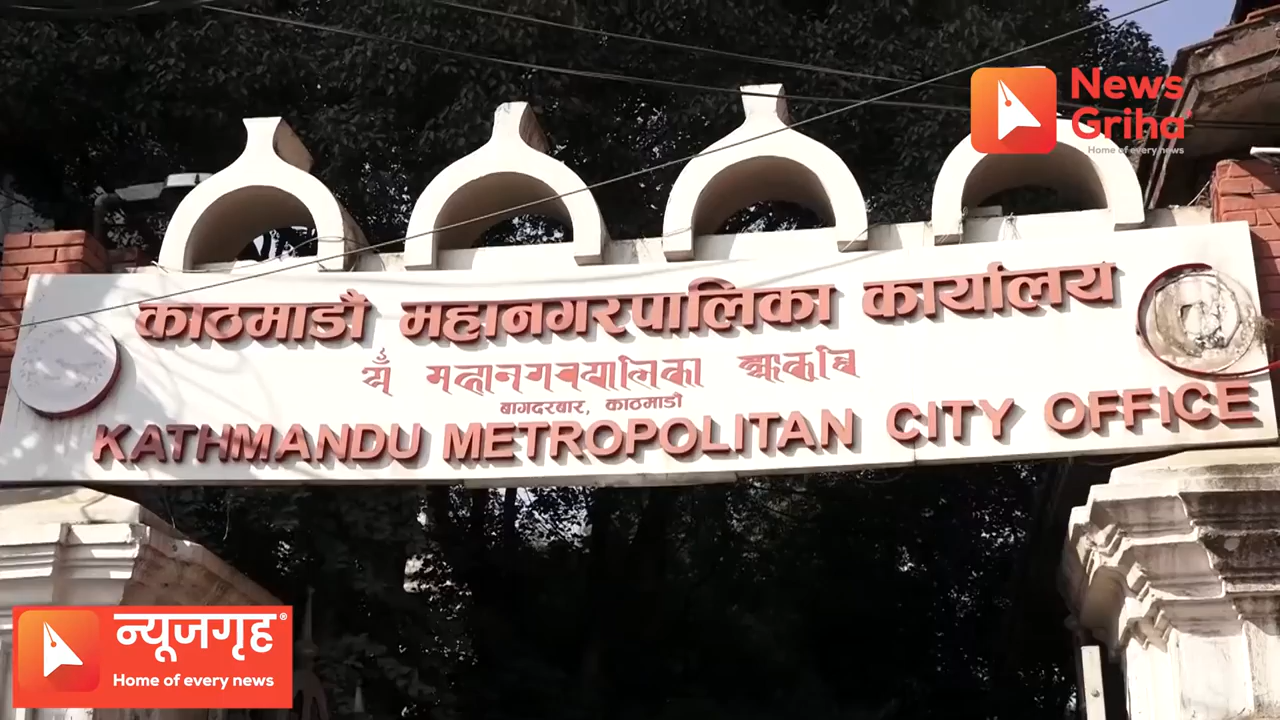 News
Griha
Home of every news
काठमाडौं महानगरपालिका कार्यालय
बागदरबार, काठमाडौं
KATHMANDU METROPOLITAN CITY OFFICE
न्यूजगृह®
Home of every news